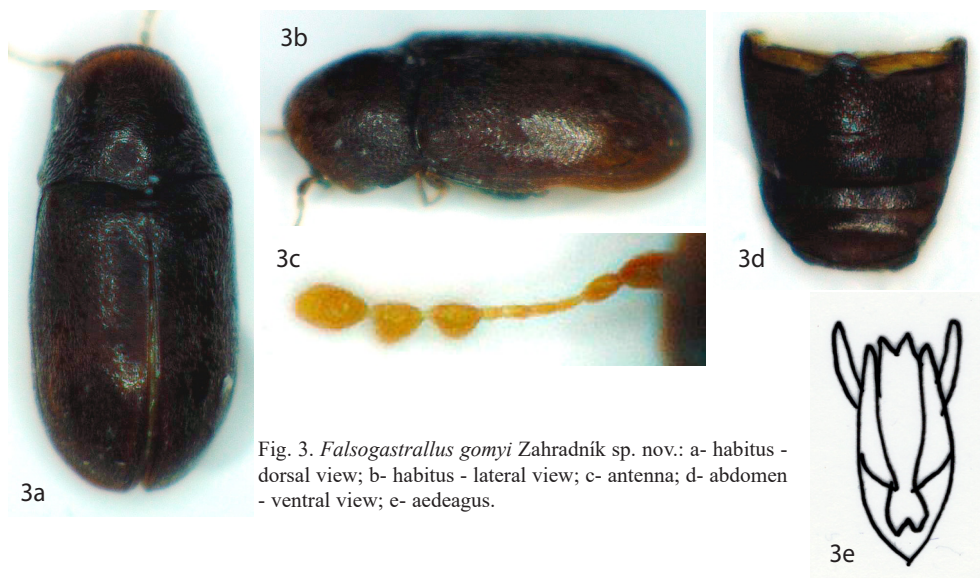 3a
3b
3c
3d
3e
Fig. 3. Falsogastrallus gomyi Zahradník sp. nov.: a- habitus -
dorsal view; b- habitus - lateral view; c- antenna; d- abdomen
- ventral view; e- aedeagus.